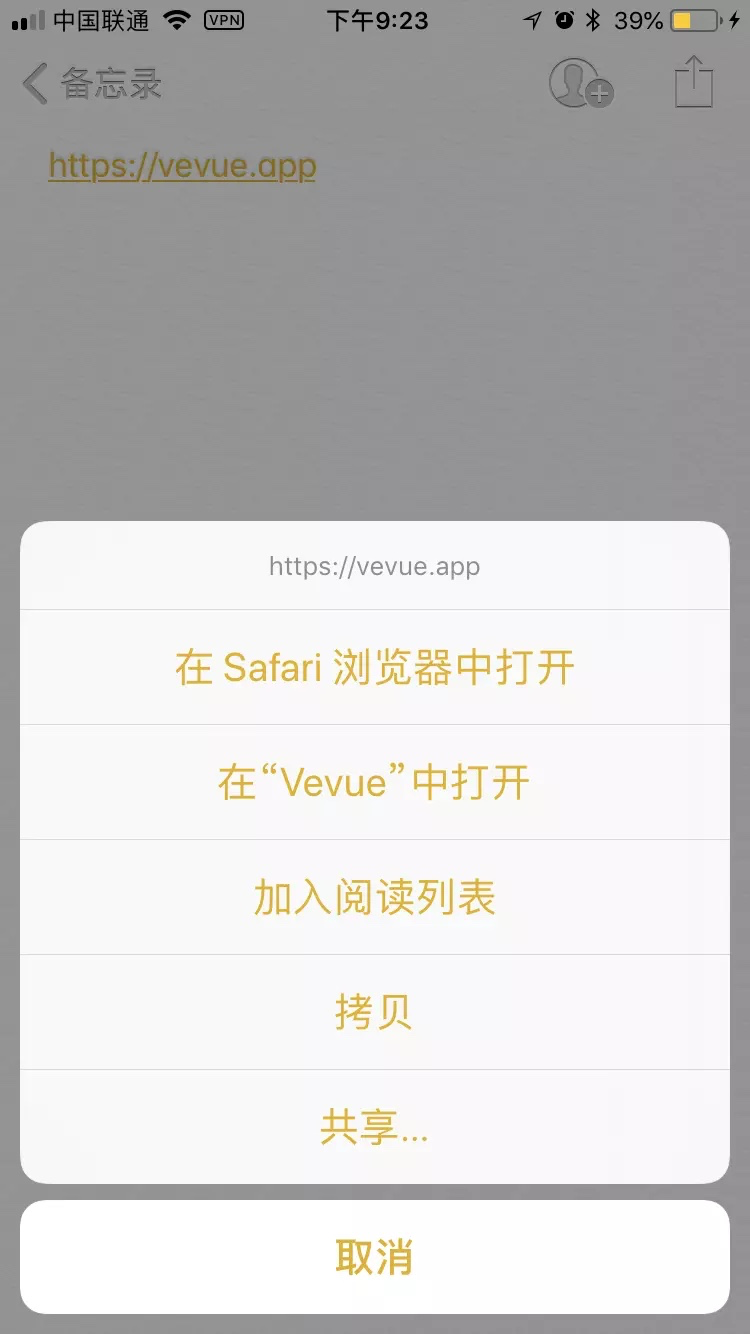 中国联通 VPN 下午9:23 39%
备忘录
https://vevue.app
https://vevue.app
在 Safari 浏览器中打开
在“Vevue”中打开
加入阅读列表
拷贝
共享...
取消